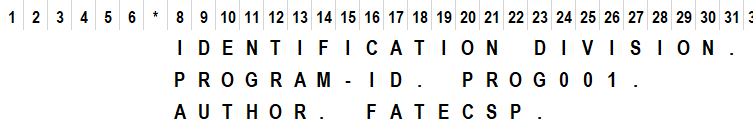 1 2 3 4 5 6 * 8 9 10 11 12 13 14 15 16 17 18 19 20 21 22 23 24 25 26 27 28 29 30 31
IDENTIFICATION DIVISION.
PROGRAM-ID. PROG001.
AUTHOR. FATECSP.